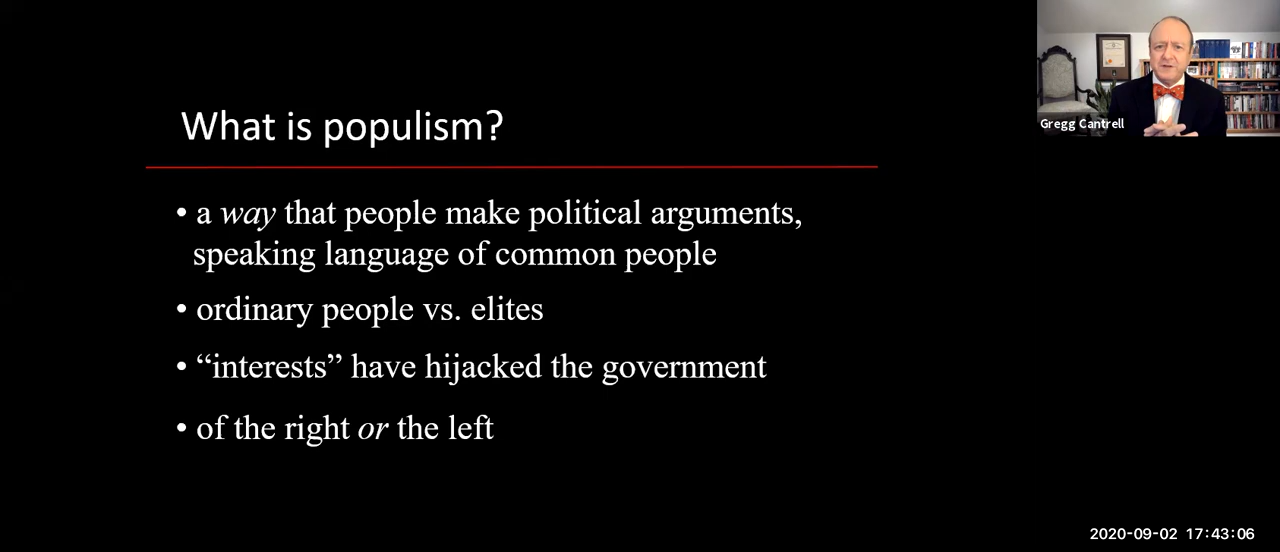 What is populism?
• a way that people make political arguments,
speaking language of common people
• ordinary people vs. elites
• “interests” have hijacked the government
• of the right or the left
Gregg Cantrell
2020-09-02 17:43:06